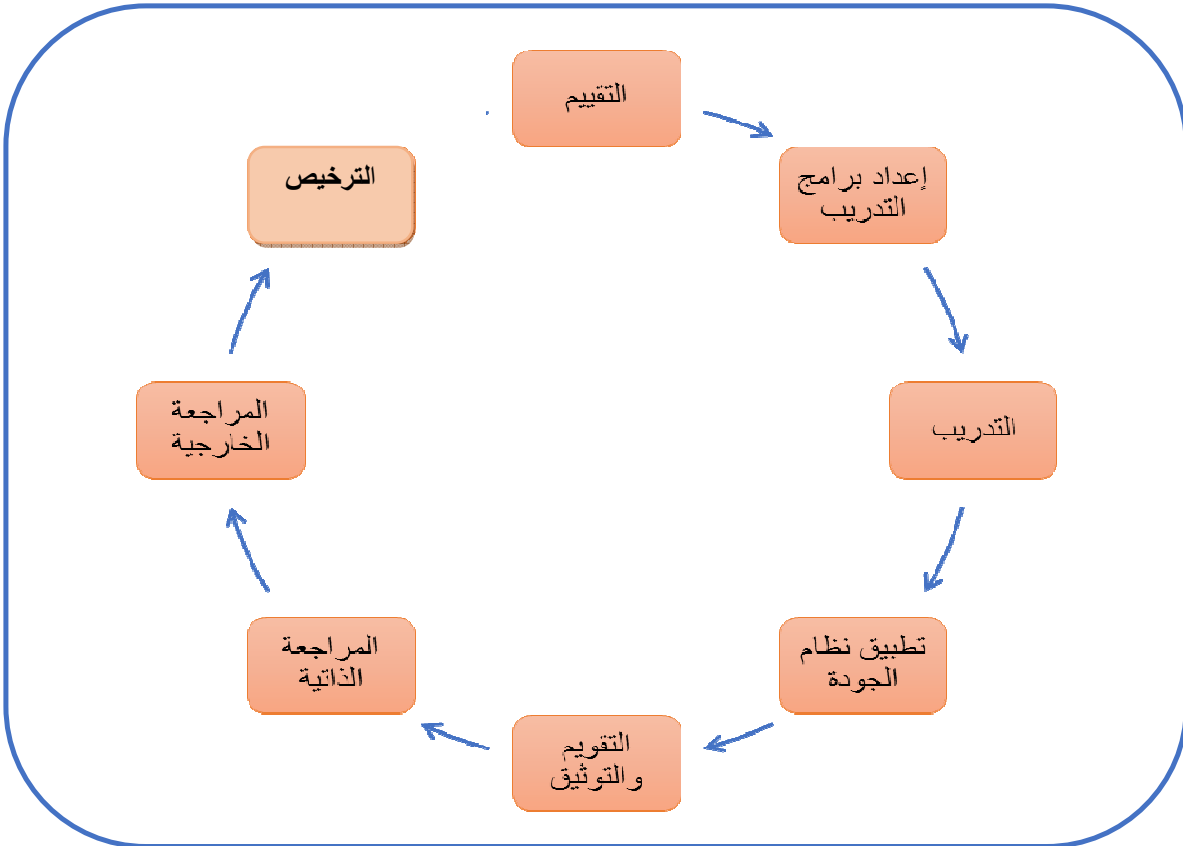 التقييم
إعداد برامج
التدريب
التدريب
تطبيق نظام
الجودة
التقويم
والتوثيق
المراجعة
الذاتية
المراجعة
الخارجية
الترخيص